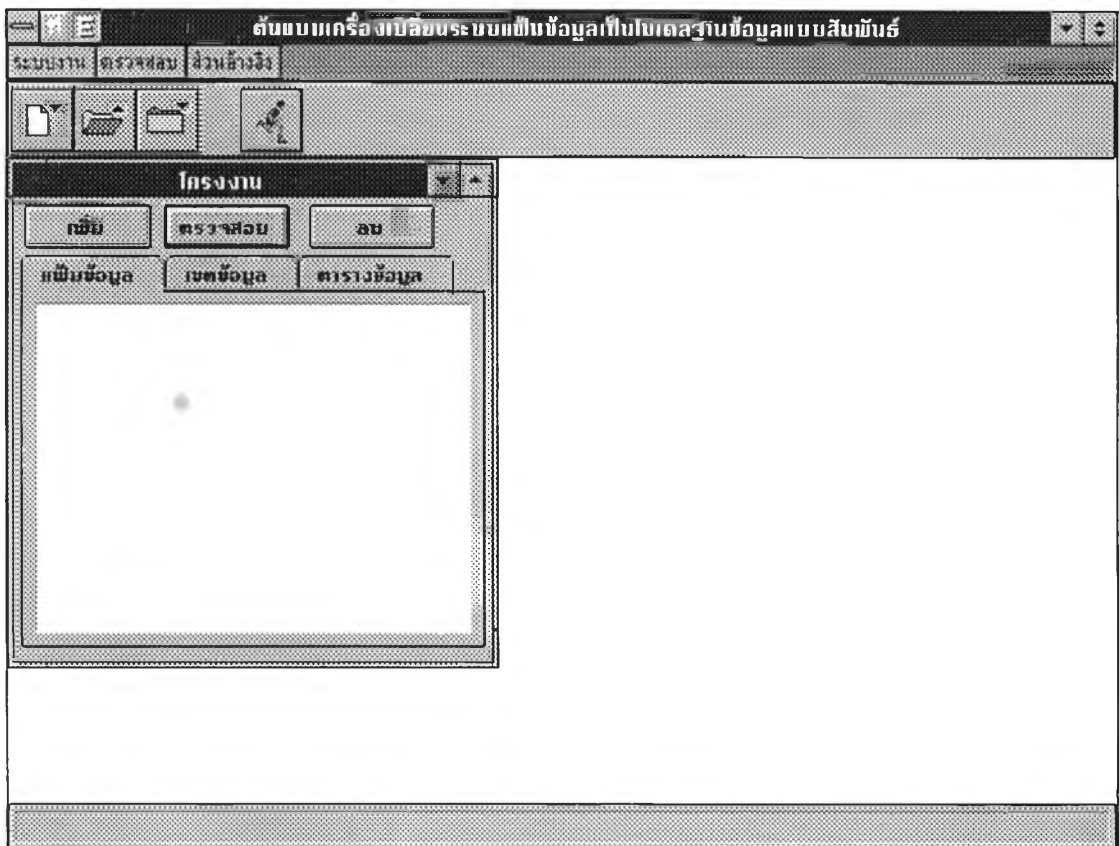 ต้นแบบเครื่องเปลี่ยนระบบแฟ้มข้อมูลเป็นโมเดลฐานข้อมูลแบบสัมพันธ์
ระบบงาน ตรวจสอบ ส่วนอ้างอิง
โครงงาน
เพิ่ม ตรวจสอบ ลบ
แฟ้มข้อมูล เขตข้อมูล ตารางข้อมูล